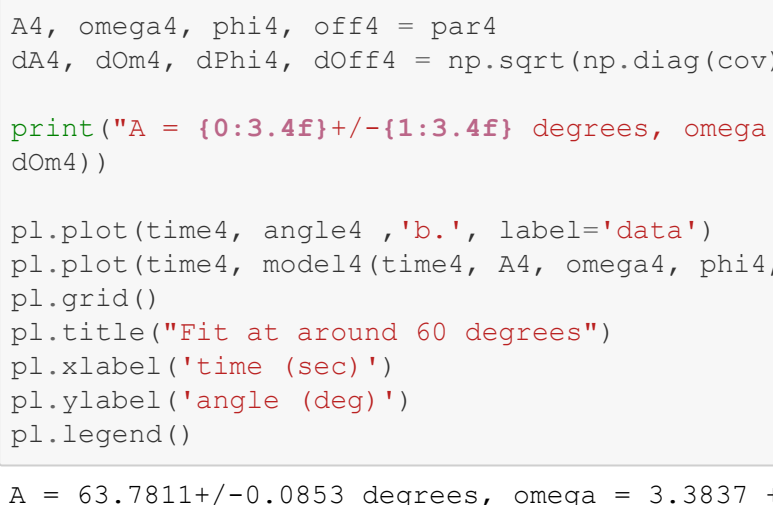 A4, omega4, phi4, off4 = par4
dA4, dOm4, dPhi4, dOff4 = np.sqrt(np.diag(cov)
print("A = {0:3.4f}+/-{1:3.4f} degrees, omega
dOm4))
pl.plot(time4, angle4 ,'b.', label='data')
pl.plot(time4, model4(time4, A4, omega4, phi4,
pl.grid()
pl.title("Fit at around 60 degrees")
pl.xlabel('time (sec)')
pl.ylabel('angle (deg)')
pl.legend()
A = 63.7811+/-0.0853 degrees, omega = 3.3837 +